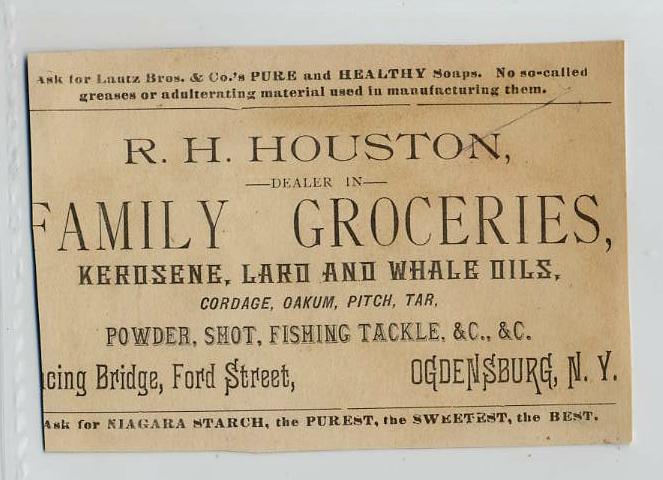 Ask for Lautz Bros. & Co.'s PURE and HEALTHY Soaps. No so-called
greases or adulterating material used in manufacturing them.
R. H. HOUSTON,
—DEALER IN—
FAMILY GROCERIES,
KEROSENE, LARD AND WHALE OILS,
CORDAGE, OAKUM, PITCH, TAR,
POWDER, SHOT, FISHING TACKLE, &C., &C.
cing Bridge, Ford Street, OGDENSBURG, N. Y.
Ask for NIAGARA STARCH, the PUREST, the SWEETEST, the BEST.